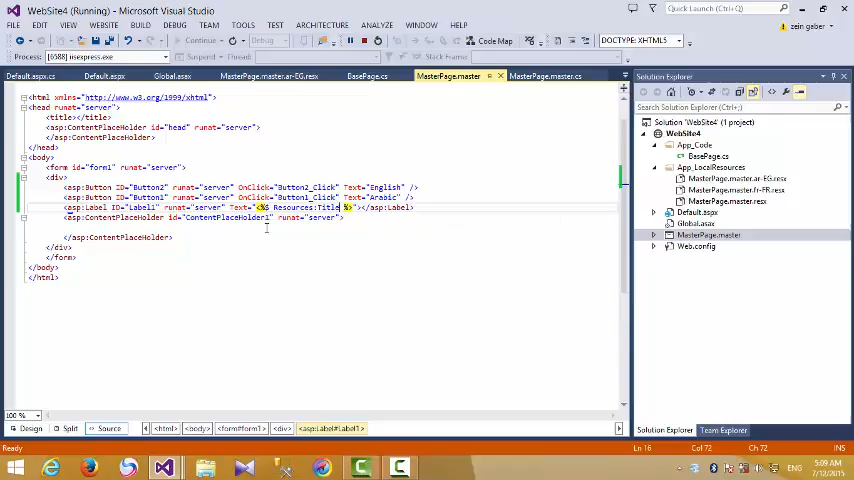 WebSite4 (Running) - Microsoft Visual Studio
Quick Launch (Ctrl+Q)
FILE EDIT VIEW WEBSITE BUILD DEBUG TEAM TOOLS TEST ARCHITECTURE ANALYZE WINDOW HELP
zein gaber
Continue Debug Code Map DOCTYPE: XHTML5
Process: [6588] iisexpress.exe Suspend Thread: Stack Frame:
Default.aspx.cs Default.aspx Global.asax MasterPage.master.ar-EG.resx BasePage.cs MasterPage.master MasterPage.master.cs
<html xmlns="http://www.w3.org/1999/xhtml">
<head runat="server">
<title></title>
<asp:ContentPlaceHolder id="head" runat="server">
</asp:ContentPlaceHolder>
</head>
<body>
<form id="form1" runat="server">
<div>
<asp:Button ID="Button2" runat="server" OnClick="Button2_Click" Text="English" />
<asp:Button ID="Button1" runat="server" OnClick="Button1_Click" Text="Arabic" />
<asp:Label ID="Label1" runat="server" Text="<%$ Resources:Title %>"></asp:Label>
<asp:ContentPlaceHolder id="ContentPlaceHolder1" runat="server">
</asp:ContentPlaceHolder>
</div>
</form>
</body>
</html>
100 %
Design Split Source <html> <body> <form#form1> <div> <asp:Label#Label1>
Solution Explorer
Search Solution Explorer (Ctrl+;)
Solution 'WebSite4' (1 project)
WebSite4
App_Code
BasePage.cs
App_LocalResources
MasterPage.master.ar-EG.resx
MasterPage.master.fr-FR.resx
MasterPage.master.resx
Default.aspx
Global.asax
MasterPage.master
Web.config
Solution Explorer Team Explorer
Ready Ln 16 Col 72 Ch 72 INS
ENG
5:09 AM
7/12/2015